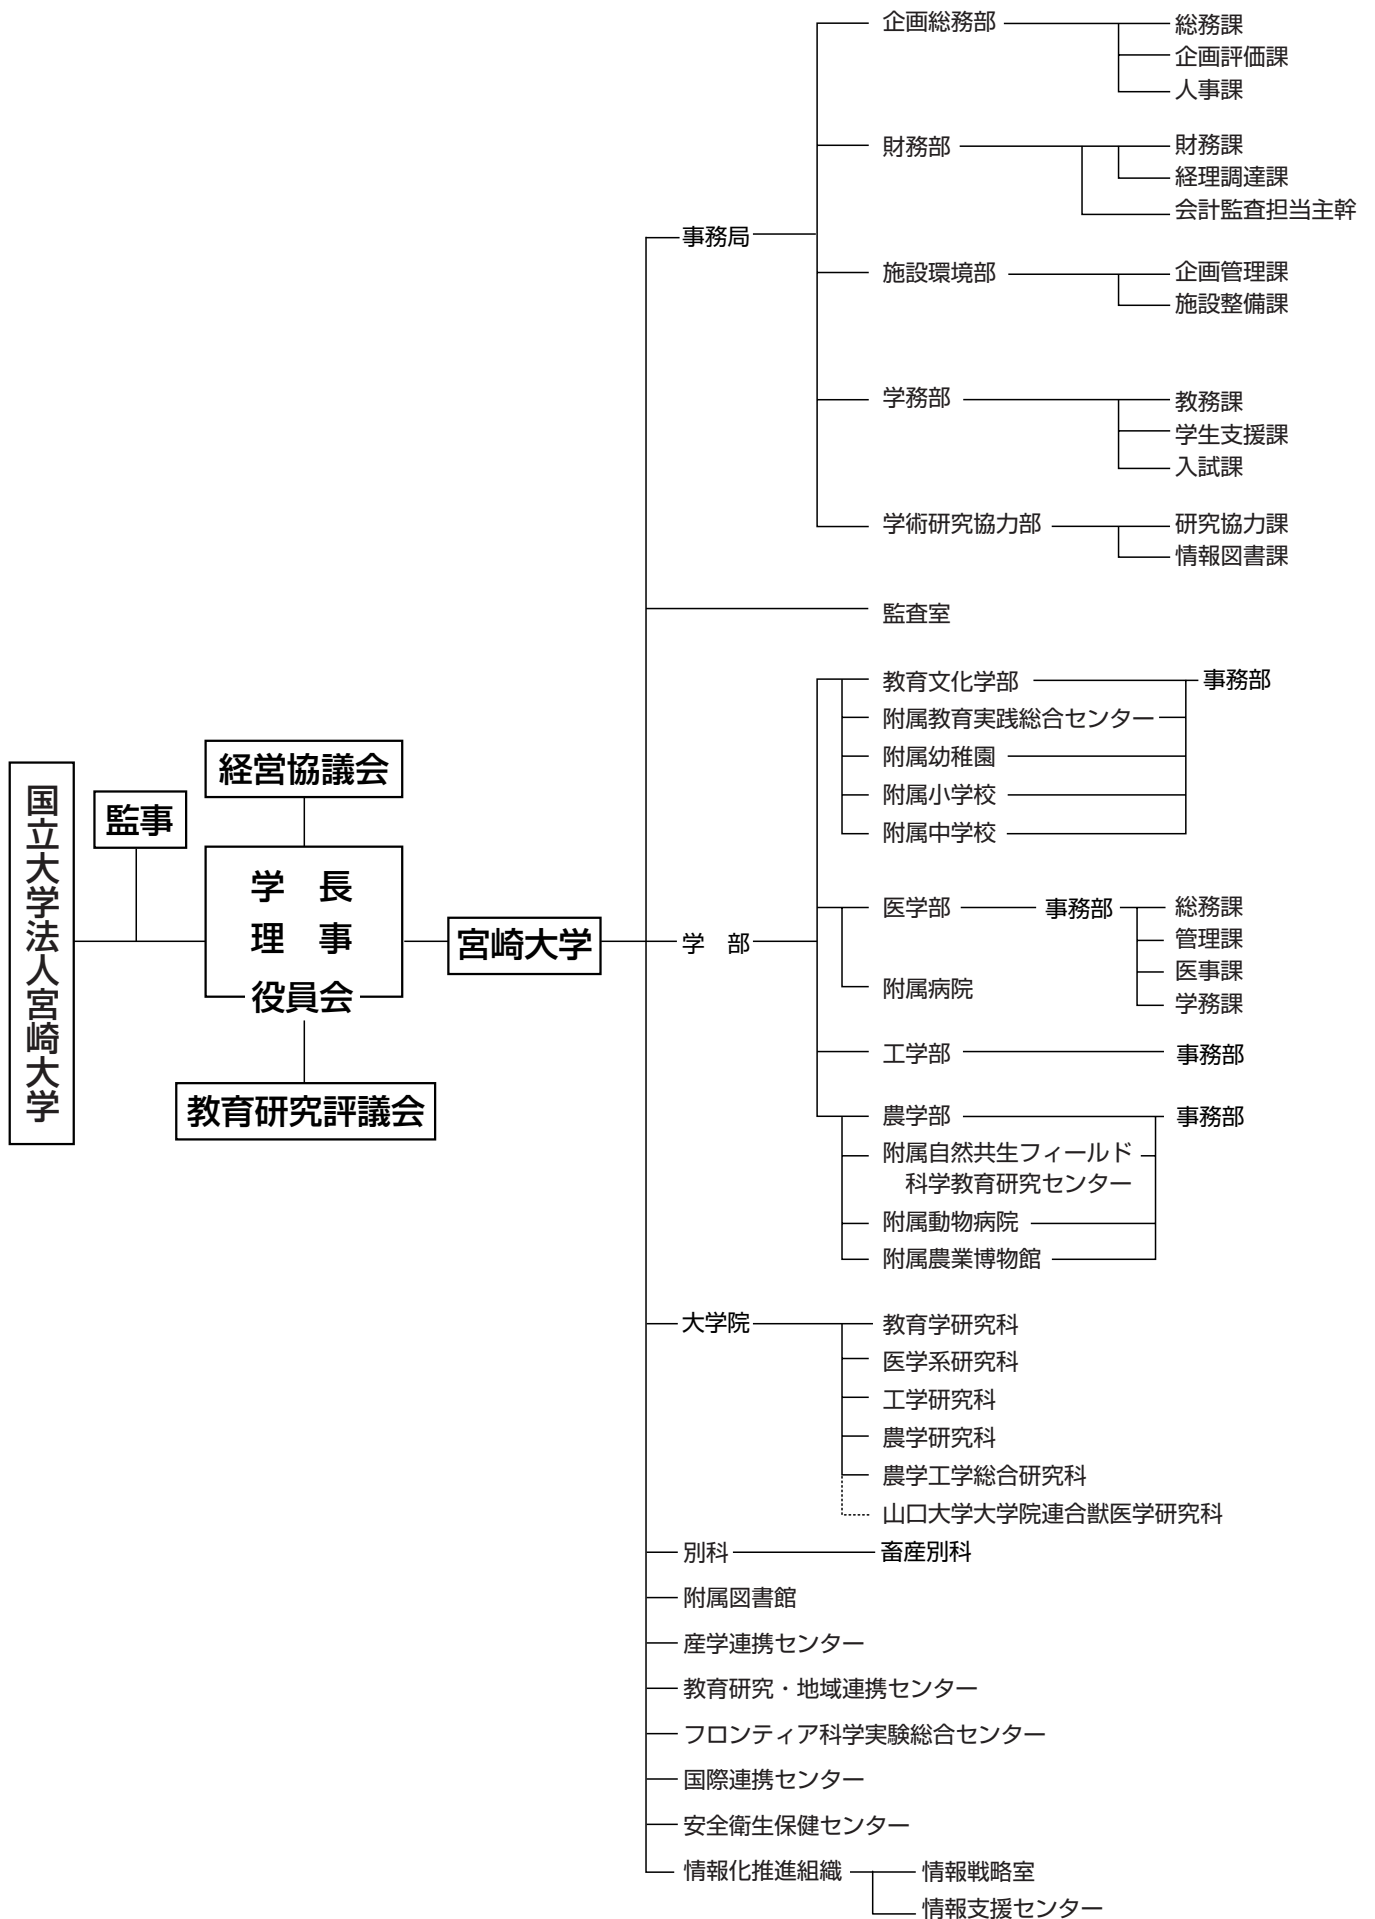 国立大学法人宮崎大学
監事
経営協議会
学　長
理　事
役員会
教育研究評議会
宮崎大学
事務局
企画総務部
総務課
企画評価課
人事課
財務部
財務課
経理調達課
会計監査担当主幹
施設環境部
企画管理課
施設整備課
学務部
教務課
学生支援課
入試課
学術研究協力部
研究協力課
情報図書課
監査室
学　部
教育文化学部
事務部
附属教育実践総合センター
附属幼稚園
附属小学校
附属中学校
医学部
事務部
総務課
管理課
医事課
学務課
附属病院
工学部
事務部
農学部
事務部
附属自然共生フィールド
科学教育研究センター
附属動物病院
附属農業博物館
大学院
教育学研究科
医学系研究科
工学研究科
農学研究科
農学工学総合研究科
山口大学大学院連合獣医学研究科
別科
畜産別科
附属図書館
産学連携センター
教育研究・地域連携センター
フロンティア科学実験総合センター
国際連携センター
安全衛生保健センター
情報化推進組織
情報戦略室
情報支援センター